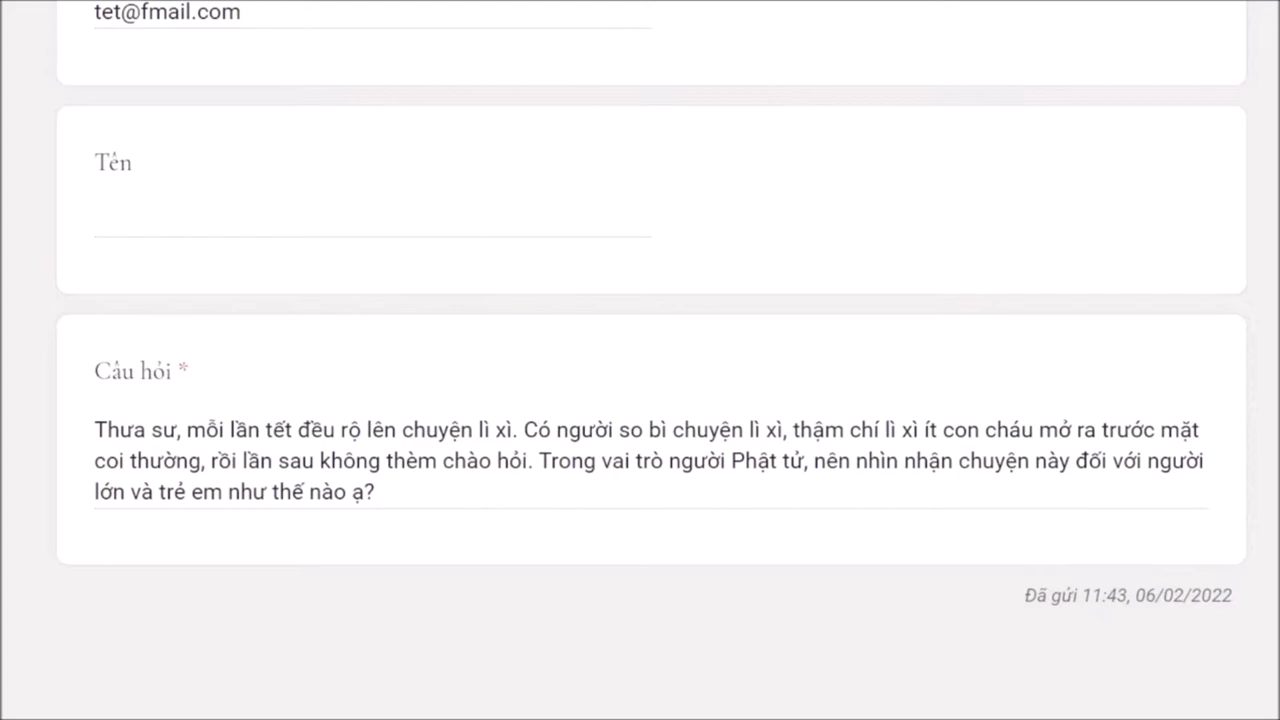 tet@fmail.com
Tên
Câu hỏi *
Thưa sư, mỗi lần tết đều rộ lên chuyện lì xì. Có người so bì chuyện lì xì, thậm chí lì xì ít con cháu mở ra trước mặt
coi thường, rồi lần sau không thèm chào hỏi. Trong vai trò người Phật tử, nên nhìn nhận chuyện này đối với người
lớn và trẻ em như thế nào ạ?
Đã gửi 11:43, 06/02/2022